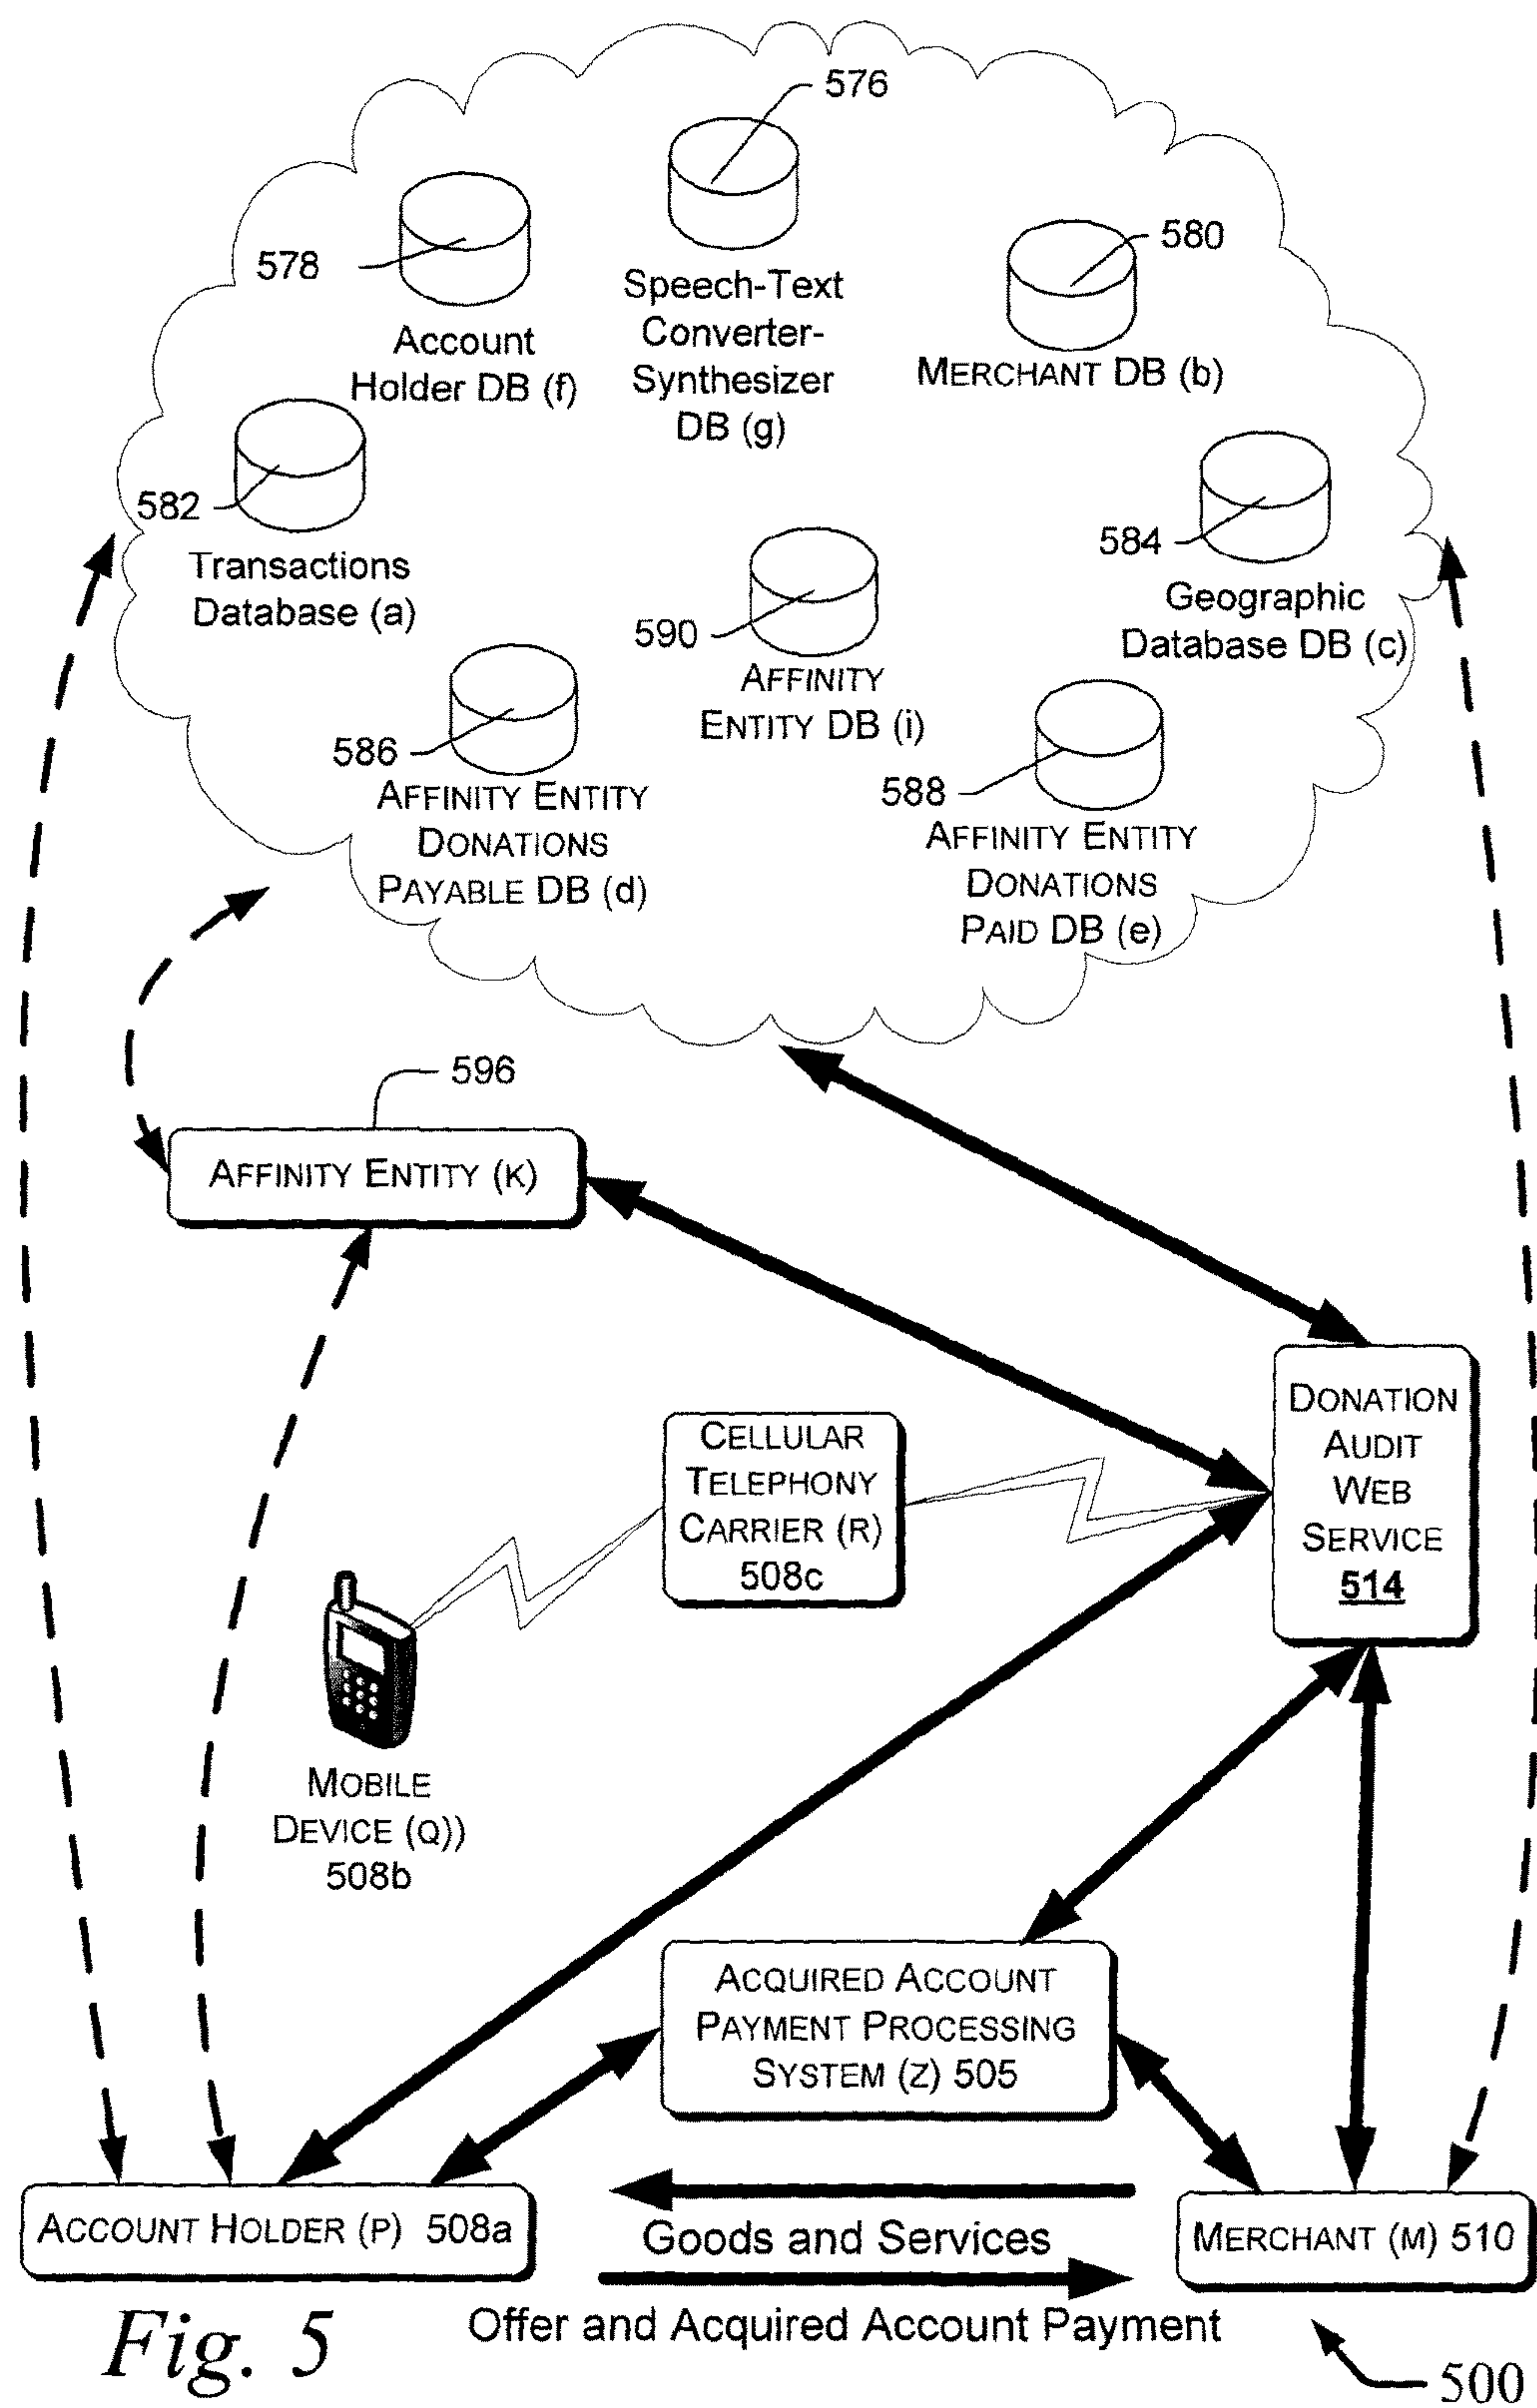 576
578
580
Speech-Text
Converter-
Synthesizer
DB (g)
Account
Holder DB (f)
MERCHANT DB (b)
582
584
Transactions
Database (a)
Geographic
Database DB (c)
590
AFFINITY
ENTITY DB (i)
586
588
AFFINITY ENTITY
DONATIONS
PAYABLE DB (d)
AFFINITY ENTITY
DONATIONS
PAID DB (e)
596
AFFINITY ENTITY (K)
DONATION
AUDIT
WEB
SERVICE
514
CELLULAR
TELEPHONY
CARRIER (R)
508c
MOBILE
DEVICE (Q))
508b
ACQUIRED ACCOUNT
PAYMENT PROCESSING
SYSTEM (Z) 505
ACCOUNT HOLDER (P) 508a
Goods and Services
MERCHANT (M) 510
Offer and Acquired Account Payment
Fig. 5
500